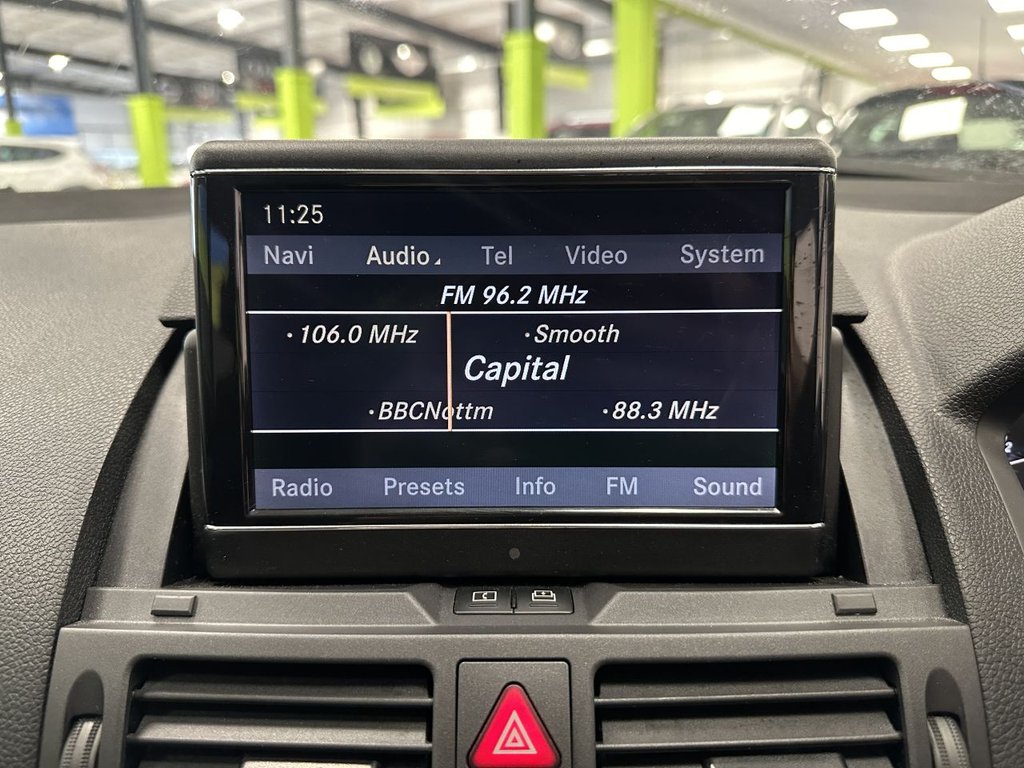 11:25
Navi Audio Tel Video System
FM 96.2 MHz
·106.0 MHz ·Smooth
Capital
·BBCNottm ·88.3 MHz
Radio Presets Info FM Sound